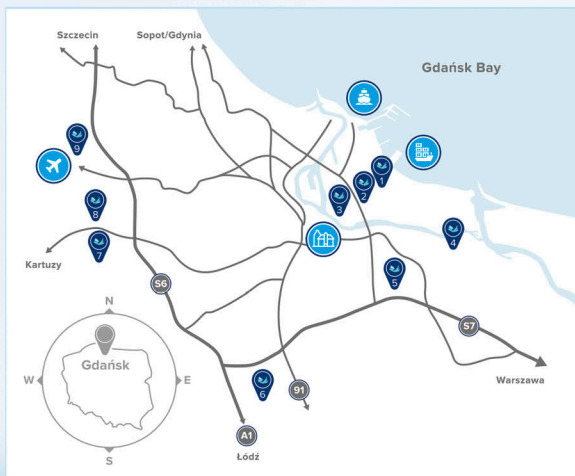 Szczecin
Sopot/Gdynia
Gdańsk Bay
9
1
2
3
8
4
7
Kartuzy
5
S6
N
S7
Gdańsk
W
E
Warszawa
6
91
S
A1
Łódź